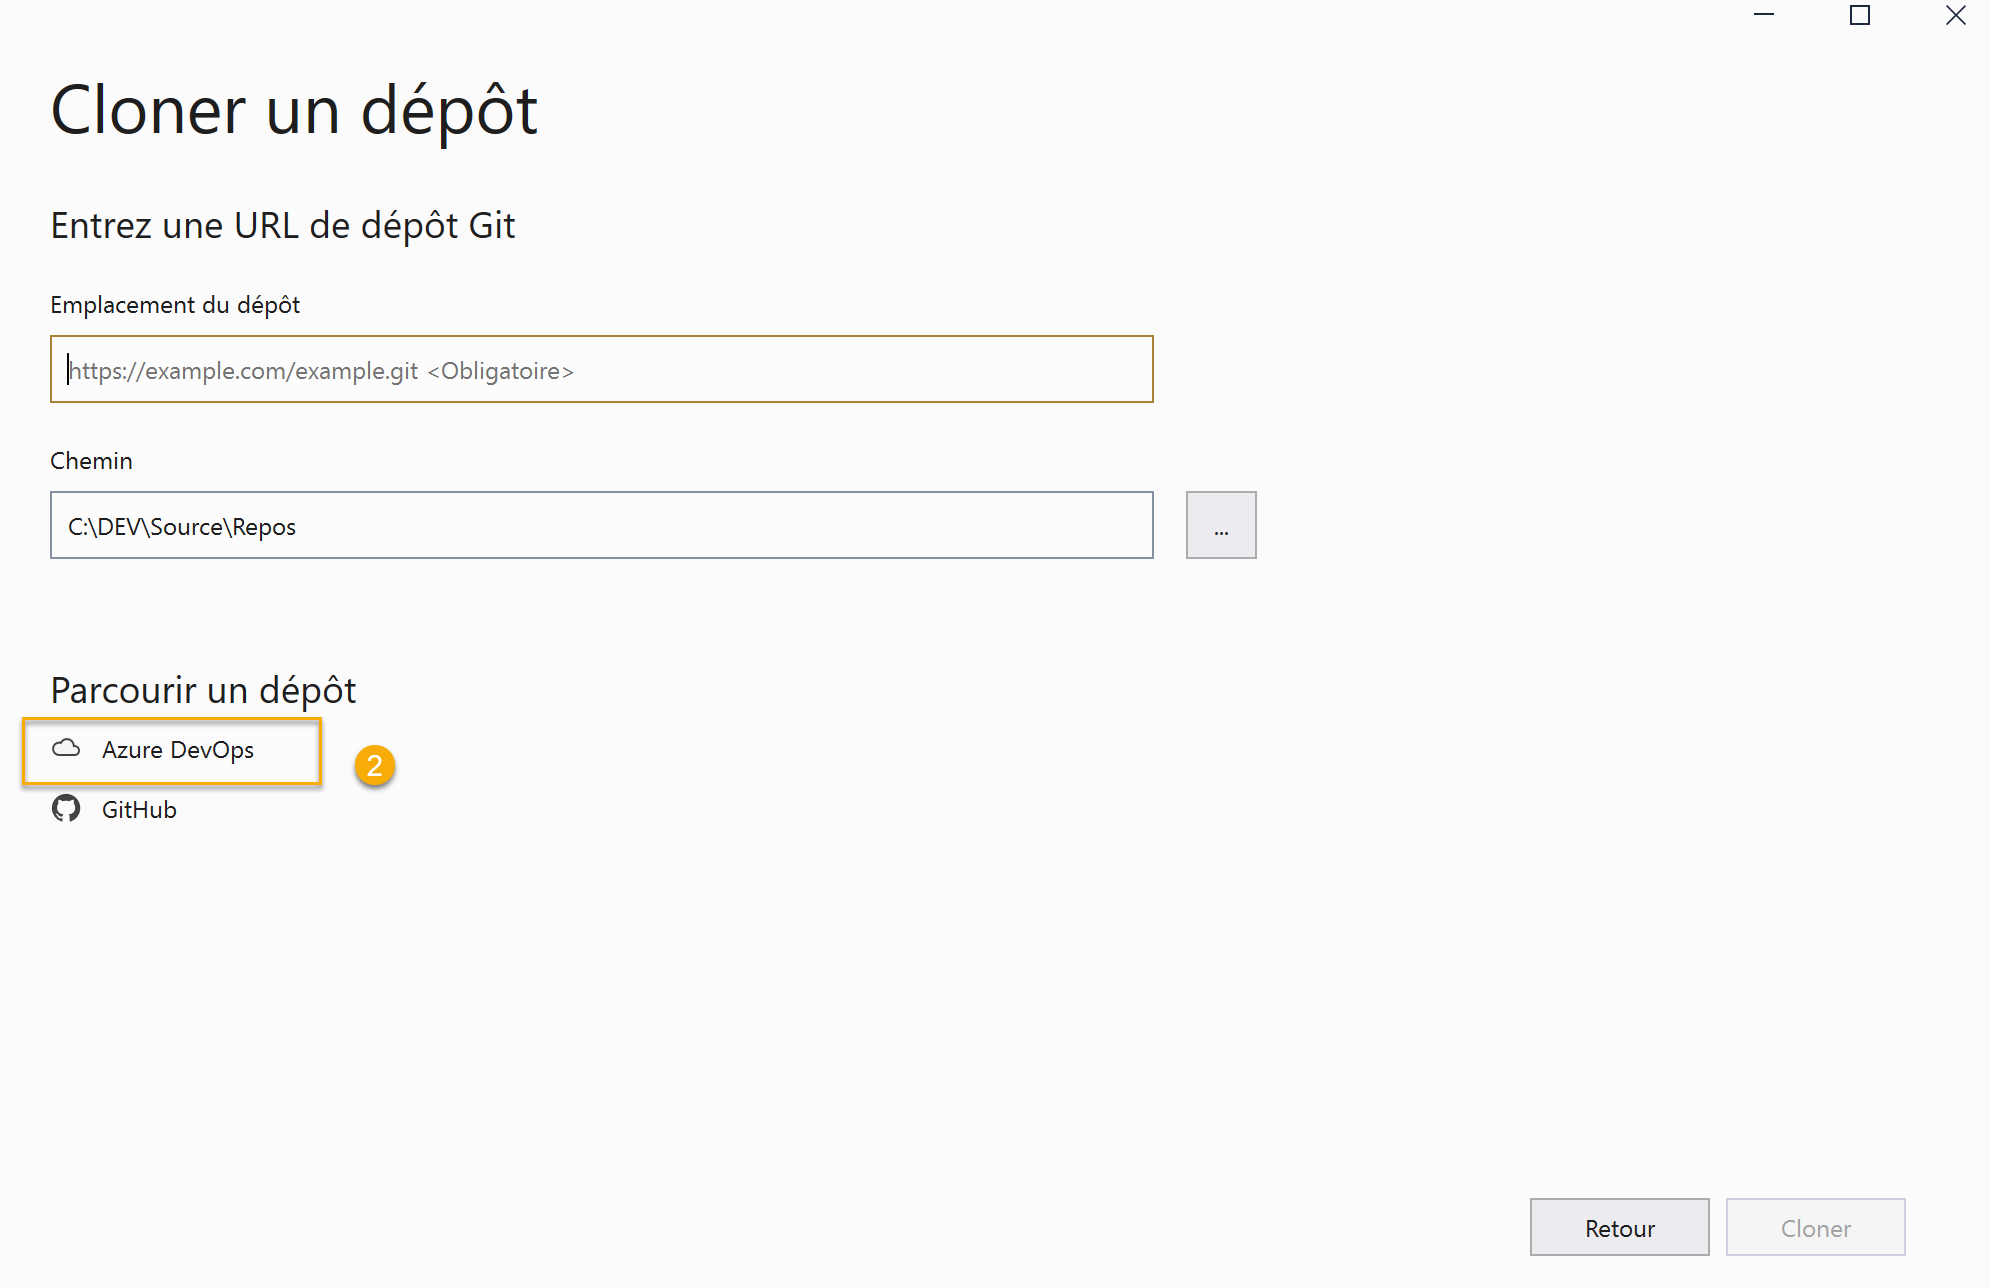 Cloner un dépôt
Entrez une URL de dépôt Git
Emplacement du dépôt
https://example.com/example.git <Obligatoire>
Chemin
C:\DEV\Source\Repos
...
Parcourir un dépôt
Azure DevOps
2
GitHub
Retour
Cloner